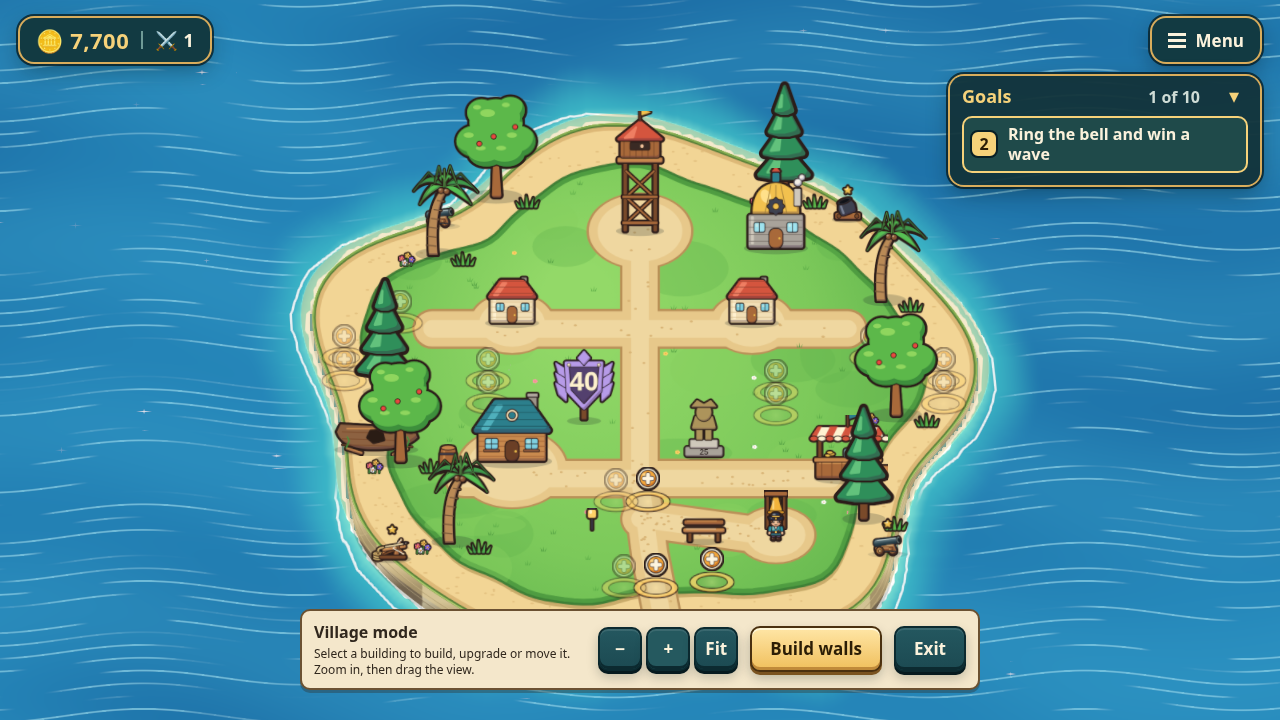 7,700
1
Menu
Goals
1 of 10
2
Ring the bell and win a
wave
40
25
Village mode
Select a building to build, upgrade or move it.
Zoom in, then drag the view.
−
+
Fit
Build walls
Exit